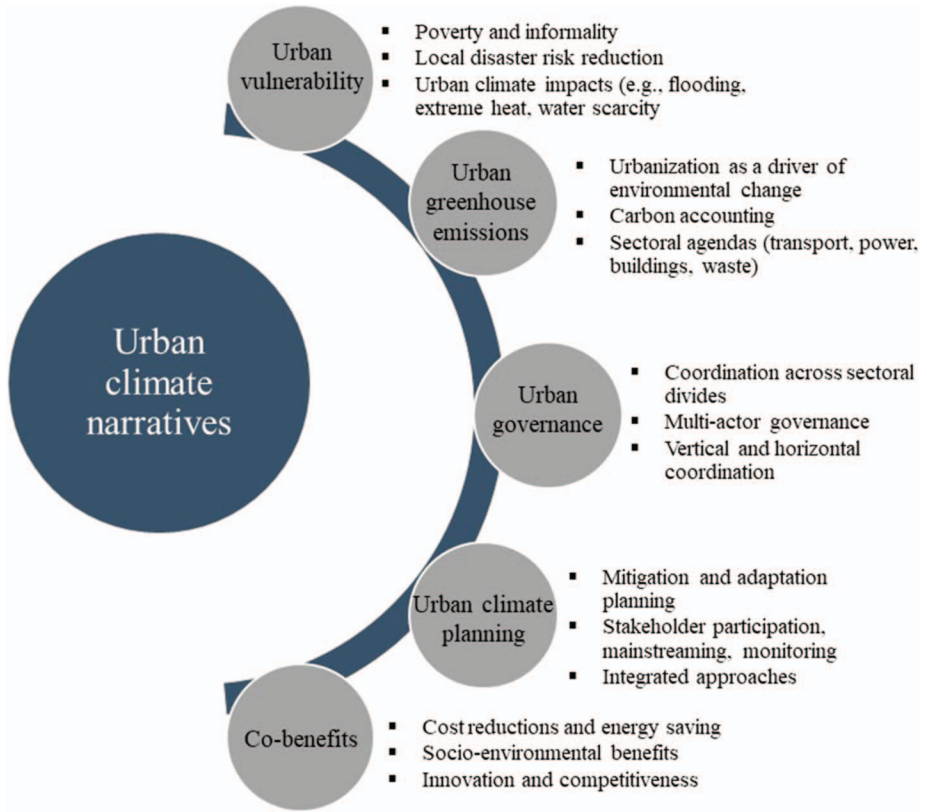 Urban
climate
narratives
Urban
vulnerability
▪ Poverty and informality
▪ Local disaster risk reduction
▪ Urban climate impacts (e.g., flooding,
extreme heat, water scarcity
Urban
greenhouse
emissions
▪ Urbanization as a driver of
environmental change
▪ Carbon accounting
▪ Sectoral agendas (transport, power,
buildings, waste)
Urban
governance
▪ Coordination across sectoral
divides
▪ Multi-actor governance
▪ Vertical and horizontal
coordination
Urban climate
planning
▪ Mitigation and adaptation
planning
▪ Stakeholder participation,
mainstreaming, monitoring
▪ Integrated approaches
Co-benefits
▪ Cost reductions and energy saving
▪ Socio-environmental benefits
▪ Innovation and competitiveness